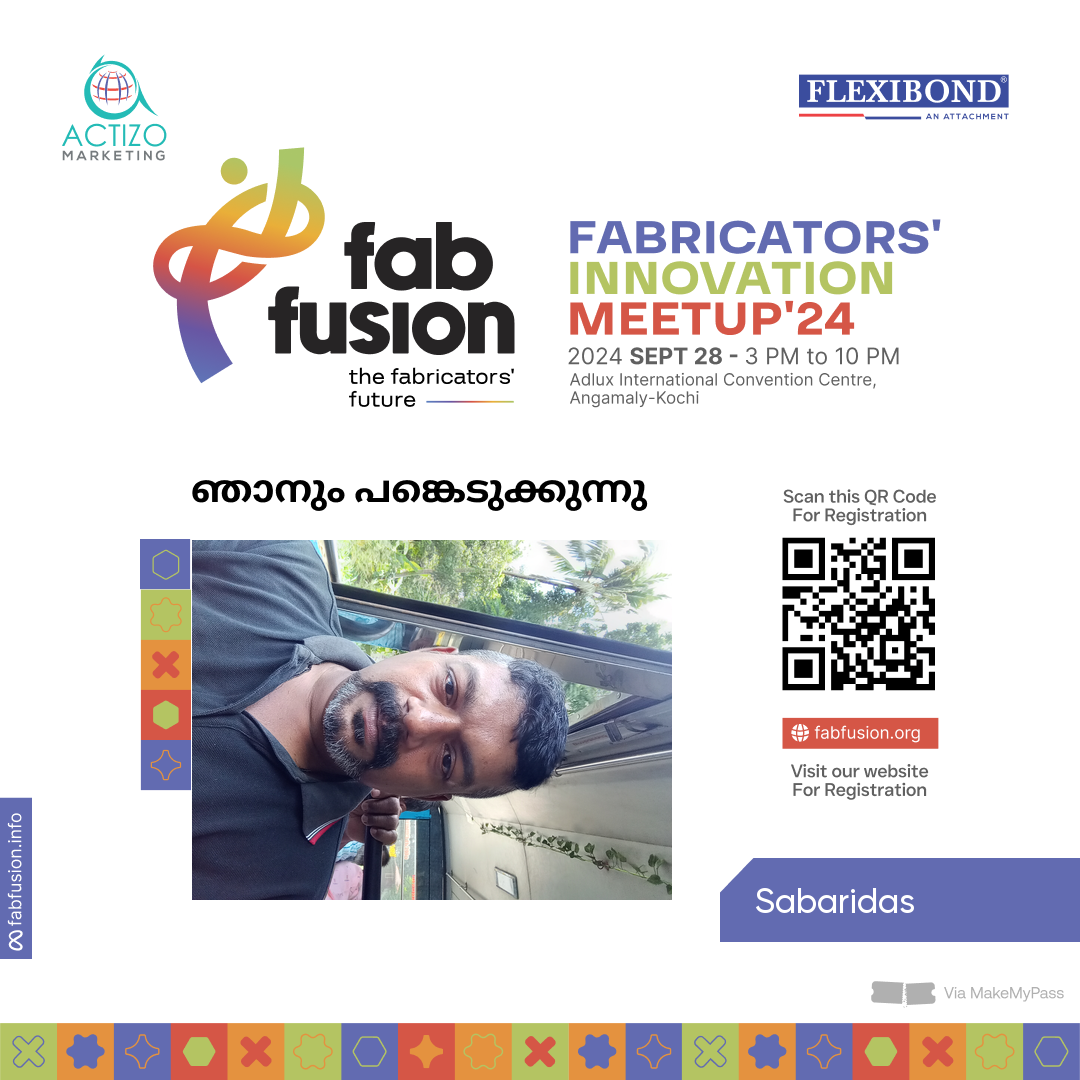 ACTIZO
MARKETING
FLEXIBOND®
AN ATTACHMENT
fab
fusion
the fabricators'
future
FABRICATORS'
INNOVATION
MEETUP'24
2024 SEPT 28 - 3 PM to 10 PM
Adlux International Convention Centre,
Angamaly-Kochi
ഞാനും പങ്കെടുക്കുന്നു
Scan this QR Code
For Registration
fabfusion.org
Visit our website
For Registration
fabfusion.info
Sabaridas
Via MakeMyPass